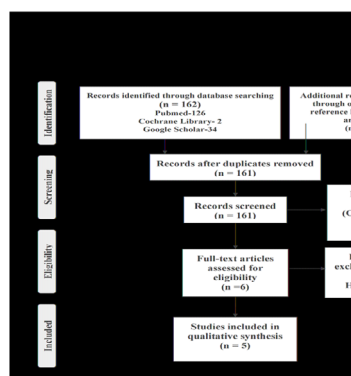 Identification
Records identified through database searching
(n = 162)
Pubmed-126
Cochrane Library- 2
Google Scholar-34
Additional
through
reference
(n
Screening
Records after duplicates removed
(n = 161)
Records screened
(n = 161)
Eligibility
Full-text articles
assessed for
eligibility
(n =6)
Included
Studies included in
qualitative synthesis
(n = 5)